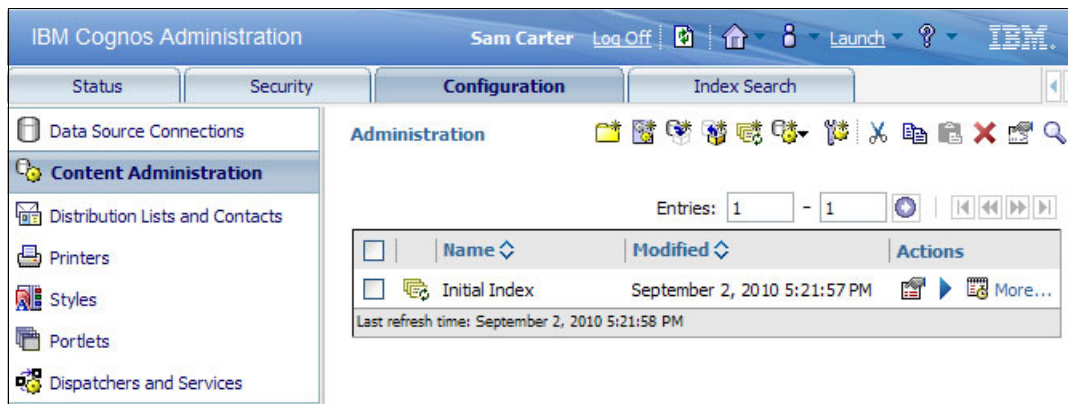 IBM Cognos Administration Sam Carter Log Off Launch IBM.
Status Security Configuration Index Search
Data Source Connections
Administration
Content Administration
Distribution Lists and Contacts
Entries: 1 - 1
Printers
Name Modified Actions
Styles
Initial Index September 2, 2010 5:21:57 PM More...
Last refresh time: September 2, 2010 5:21:58 PM
Portlets
Dispatchers and Services